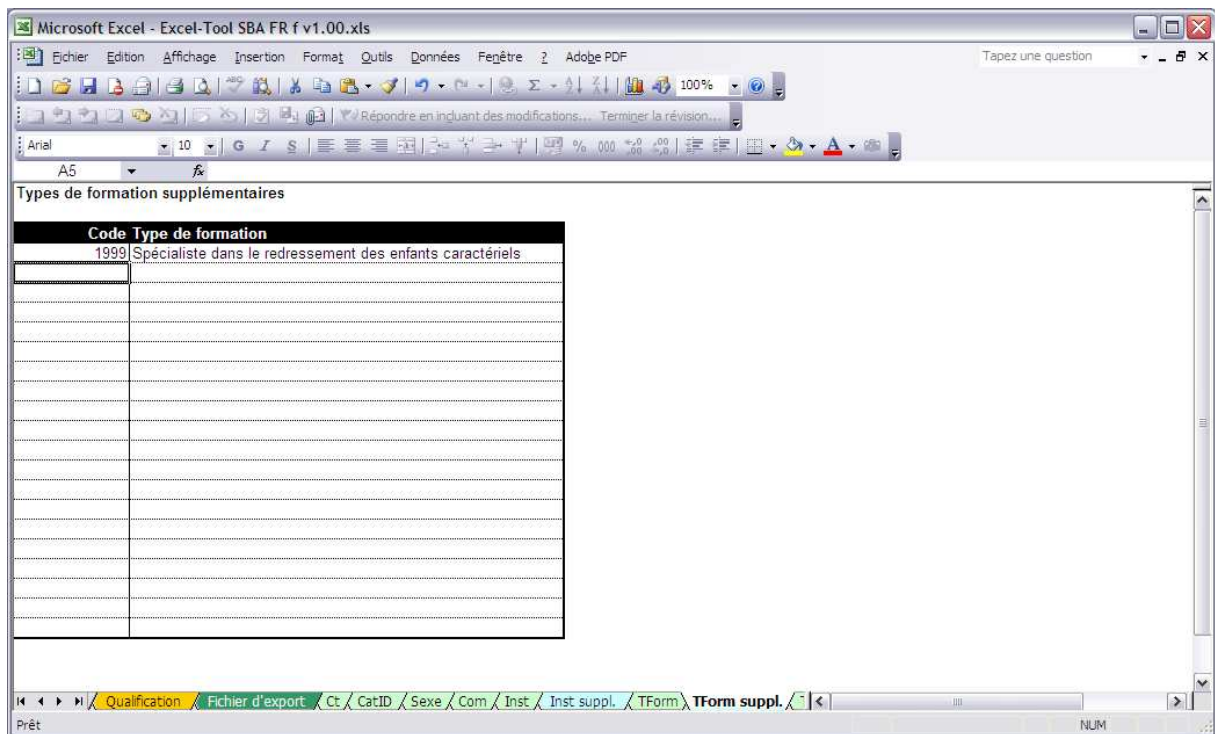 Microsoft Excel - Excel-Tool SBA FR f v1.00.xls
Fichier Edition Affichage Insertion Format Outils Données Fenêtre ? Adobe PDF Tapez une question
100%
Répondre en incluant des modifications... Terminer la révision...
Arial 10 G I S % 000
A5 fx
Types de formation supplémentaires
Code Type de formation
1999 Spécialiste dans le redressement des enfants caractériels
Qualification Fichier d'export Ct CatID Sexe Com Inst Inst suppl. TForm TForm suppl.
Prêt NUM